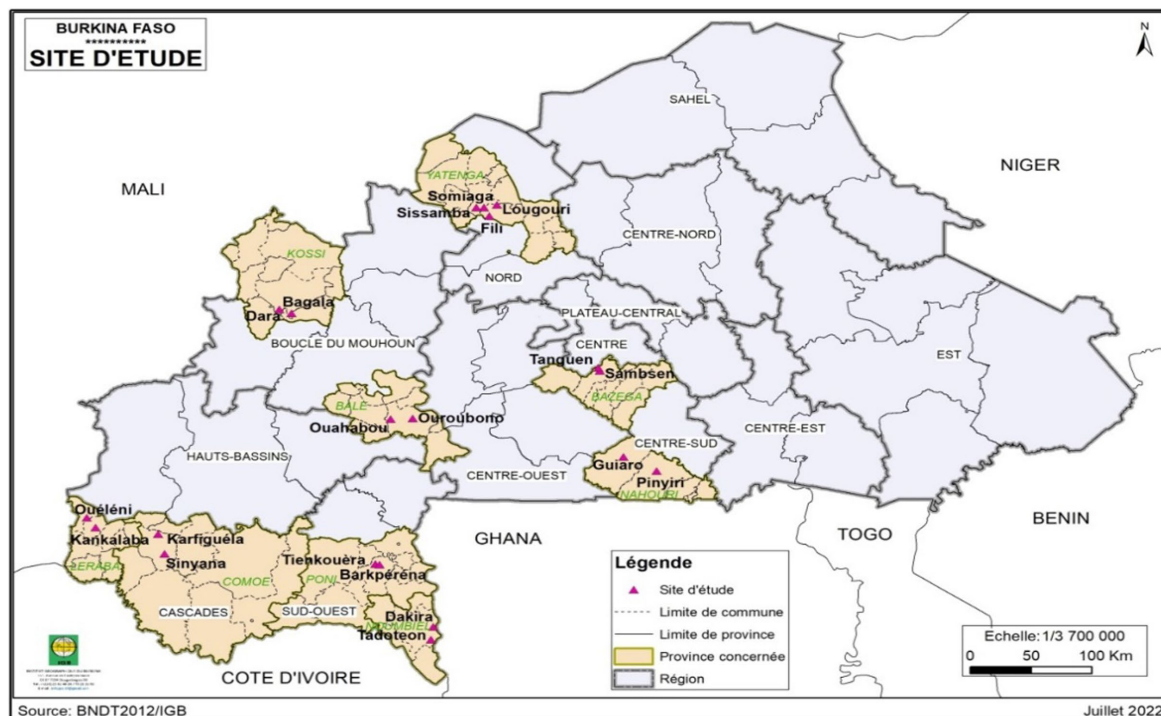 BURKINA FASO
**********
SITE D'ETUDE
N
SAHEL
NIGER
MALI
YATENGA
Somiaga
Lougouri
Sissamba
Fili
CENTRE-NORD
KOSSI
NORD
Bagala
Dara
PLATEAU-CENTRAL
BOUCLE DU MOUHOUN
CENTRE
EST
Tanguen
Sambsen
BAZEGA
BALE
Ouroubono
Ouahabou
CENTRE-EST
CENTRE-SUD
HAUTS-BASSINS
CENTRE-OUEST
Guiaro
Pinyiri
NAHOURI
Ouéléni
Kankalaba
Karfiguéla
GHANA
TOGO
BENIN
Sinyana
Tienkouèra
Barkpèrèna
LERABA
COMOE
PONI
CASCADES
SUD-OUEST
Dakira
NOUMBIEL
Tadoteon
COTE D'IVOIRE
Légende
Site d'étude
Limite de commune
Limite de province
Province concernée
Région
Echelle: 1/3 700 000
0 50 100 Km
Source: BNDT2012/IGB
Juillet 2022